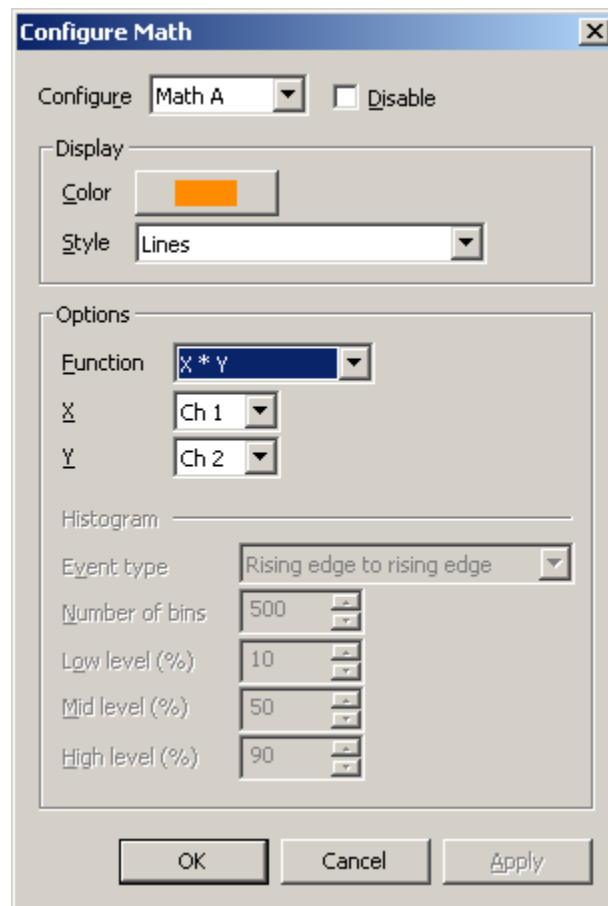 Configure Math
Configure Math A Disable
Display
Color
Style Lines
Options
Function X * Y
X Ch 1
Y Ch 2
Histogram
Event type Rising edge to rising edge
Number of bins 500
Low level (%) 10
Mid level (%) 50
High level (%) 90
OK Cancel Apply